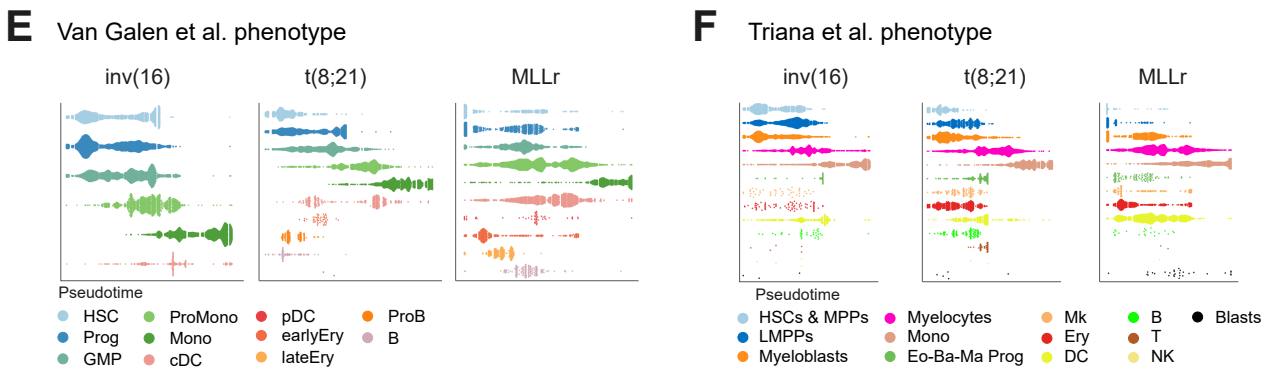 E Van Galen et al. phenotype
inv(16) t(8;21) MLLr
Pseudotime
HSC ProMono pDC ProB
Prog Mono earlyEry B
GMP cDC lateEry
F Triana et al. phenotype
inv(16) t(8;21) MLLr
Pseudotime
HSCs & MPPs Myelocytes Mk B Blasts
LMPPs Mono Ery T
Myeloblasts Eo-Ba-Ma Prog DC NK